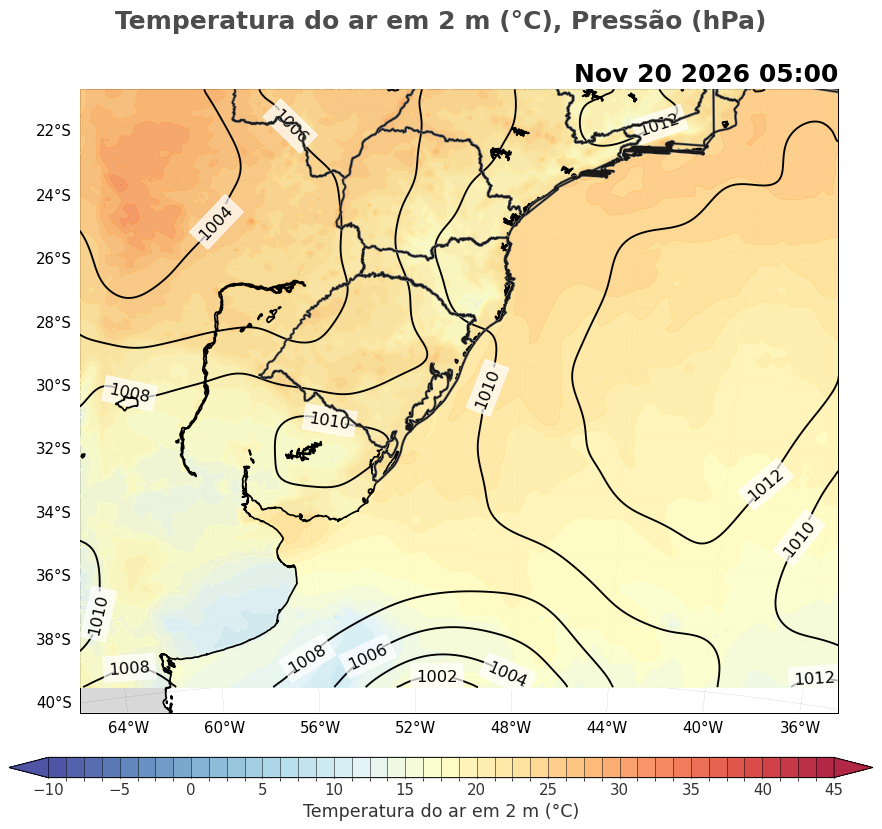 Temperatura do ar em 2 m (°C), Pressão (hPa)
Nov 20 2026 05:00
22°S
24°S
26°S
28°S
30°S
32°S
34°S
36°S
38°S
40°S
1006
1012
1004
1008
1010
1010
1012
1010
1010
1008
1008
1006
1002
1004
1012
64°W 60°W 56°W 52°W 48°W 44°W 40°W 36°W
−10 −5 0 5 10 15 20 25 30 35 40 45
Temperatura do ar em 2 m (°C)